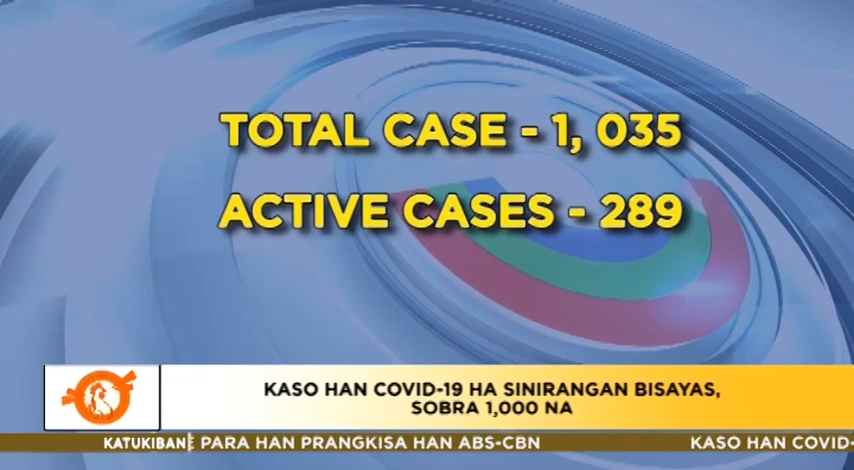 TOTAL CASE - 1, 035
ACTIVE CASES - 289
KASO HAN COVID-19 HA SINIRANGAN BISAYAS,
SOBRA 1,000 NA
KATUKIBAN PARA HAN PRANGKISA HAN ABS-CBN KASO HAN COVID-